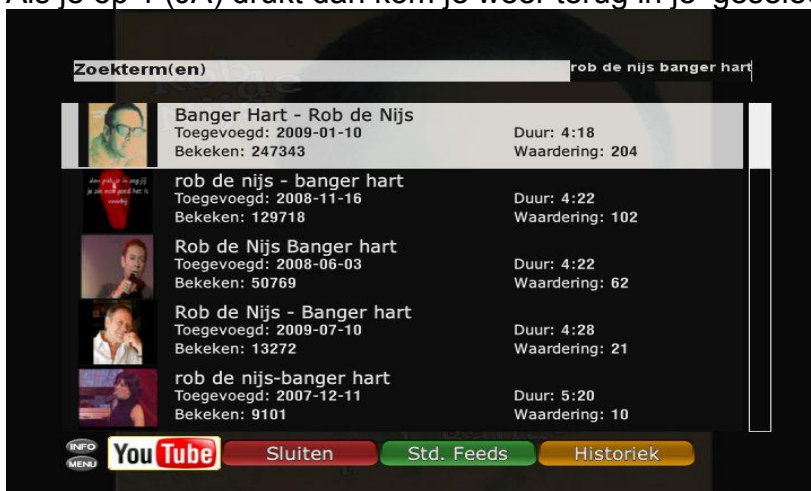 Zoekterm(en) rob de nijs banger hart
Banger Hart - Rob de Nijs
Toegevoegd: 2009-01-10 Duur: 4:18
Bekeken: 247343 Waardering: 204
rob de nijs - banger hart
Toegevoegd: 2008-11-16 Duur: 4:22
Bekeken: 129718 Waardering: 102
Rob de Nijs Banger hart
Toegevoegd: 2008-06-03 Duur: 4:22
Bekeken: 50769 Waardering: 62
Rob de Nijs - Banger hart
Toegevoegd: 2009-07-10 Duur: 4:28
Bekeken: 13272 Waardering: 21
rob de nijs-banger hart
Toegevoegd: 2007-12-11 Duur: 5:20
Bekeken: 9101 Waardering: 10
INFO
MENU
YouTube Sluiten Std. Feeds Historiek